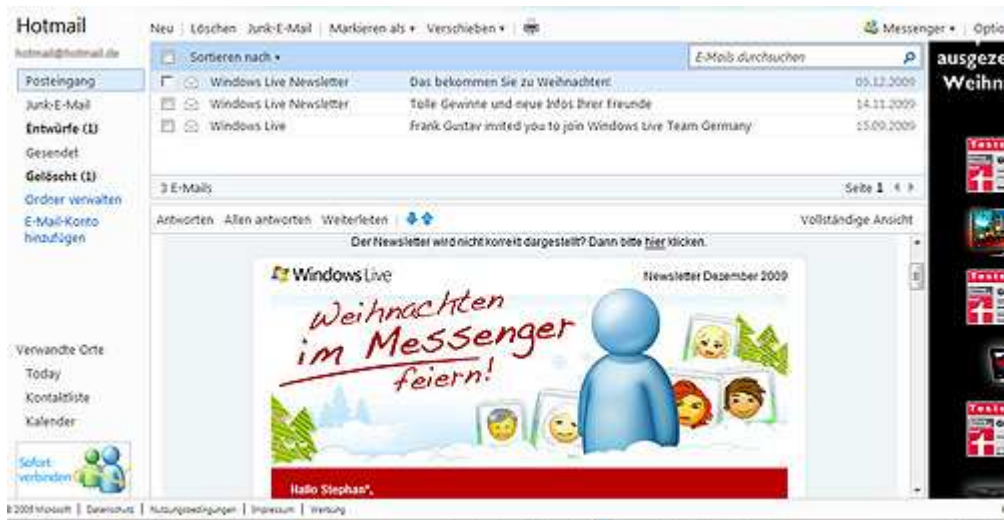 Hotmail
Neu Löschen Junk-E-Mail Markieren als Verschieben
Messenger Optio
hotmail@hotmail.de
Sortieren nach
E-Mails durchsuchen
Posteingang
Junk-E-Mail
Entwürfe (1)
Gesendet
Gelöscht (1)
Ordner verwalten
E-Mail-Konto
hinzufügen
Windows Live Newsletter Das bekommen Sie zu Weihnachten! 05.12.2009
Windows Live Newsletter Tolle Gewinne und neue Infos Ihrer Freunde 14.11.2009
Windows Live Frank Gustav invited you to join Windows Live Team Germany 15.09.2009
3 E-Mails
Seite 1
Antworten Allen antworten Weiterleiten
Vollständige Ansicht
Der Newsletter wird nicht korrekt dargestellt? Dann bitte hier klicken.
Windows Live
Newsletter Dezember 2009
Weihnachten
im Messenger
feiern!
Hallo Stephan*,
Verwandte Orte
Today
Kontaktliste
Kalender
Sofort
verbinden
ausgeze
Weihn
© 2009 Microsoft | Datenschutz | Nutzungsbedingungen | Impressum | Werbung